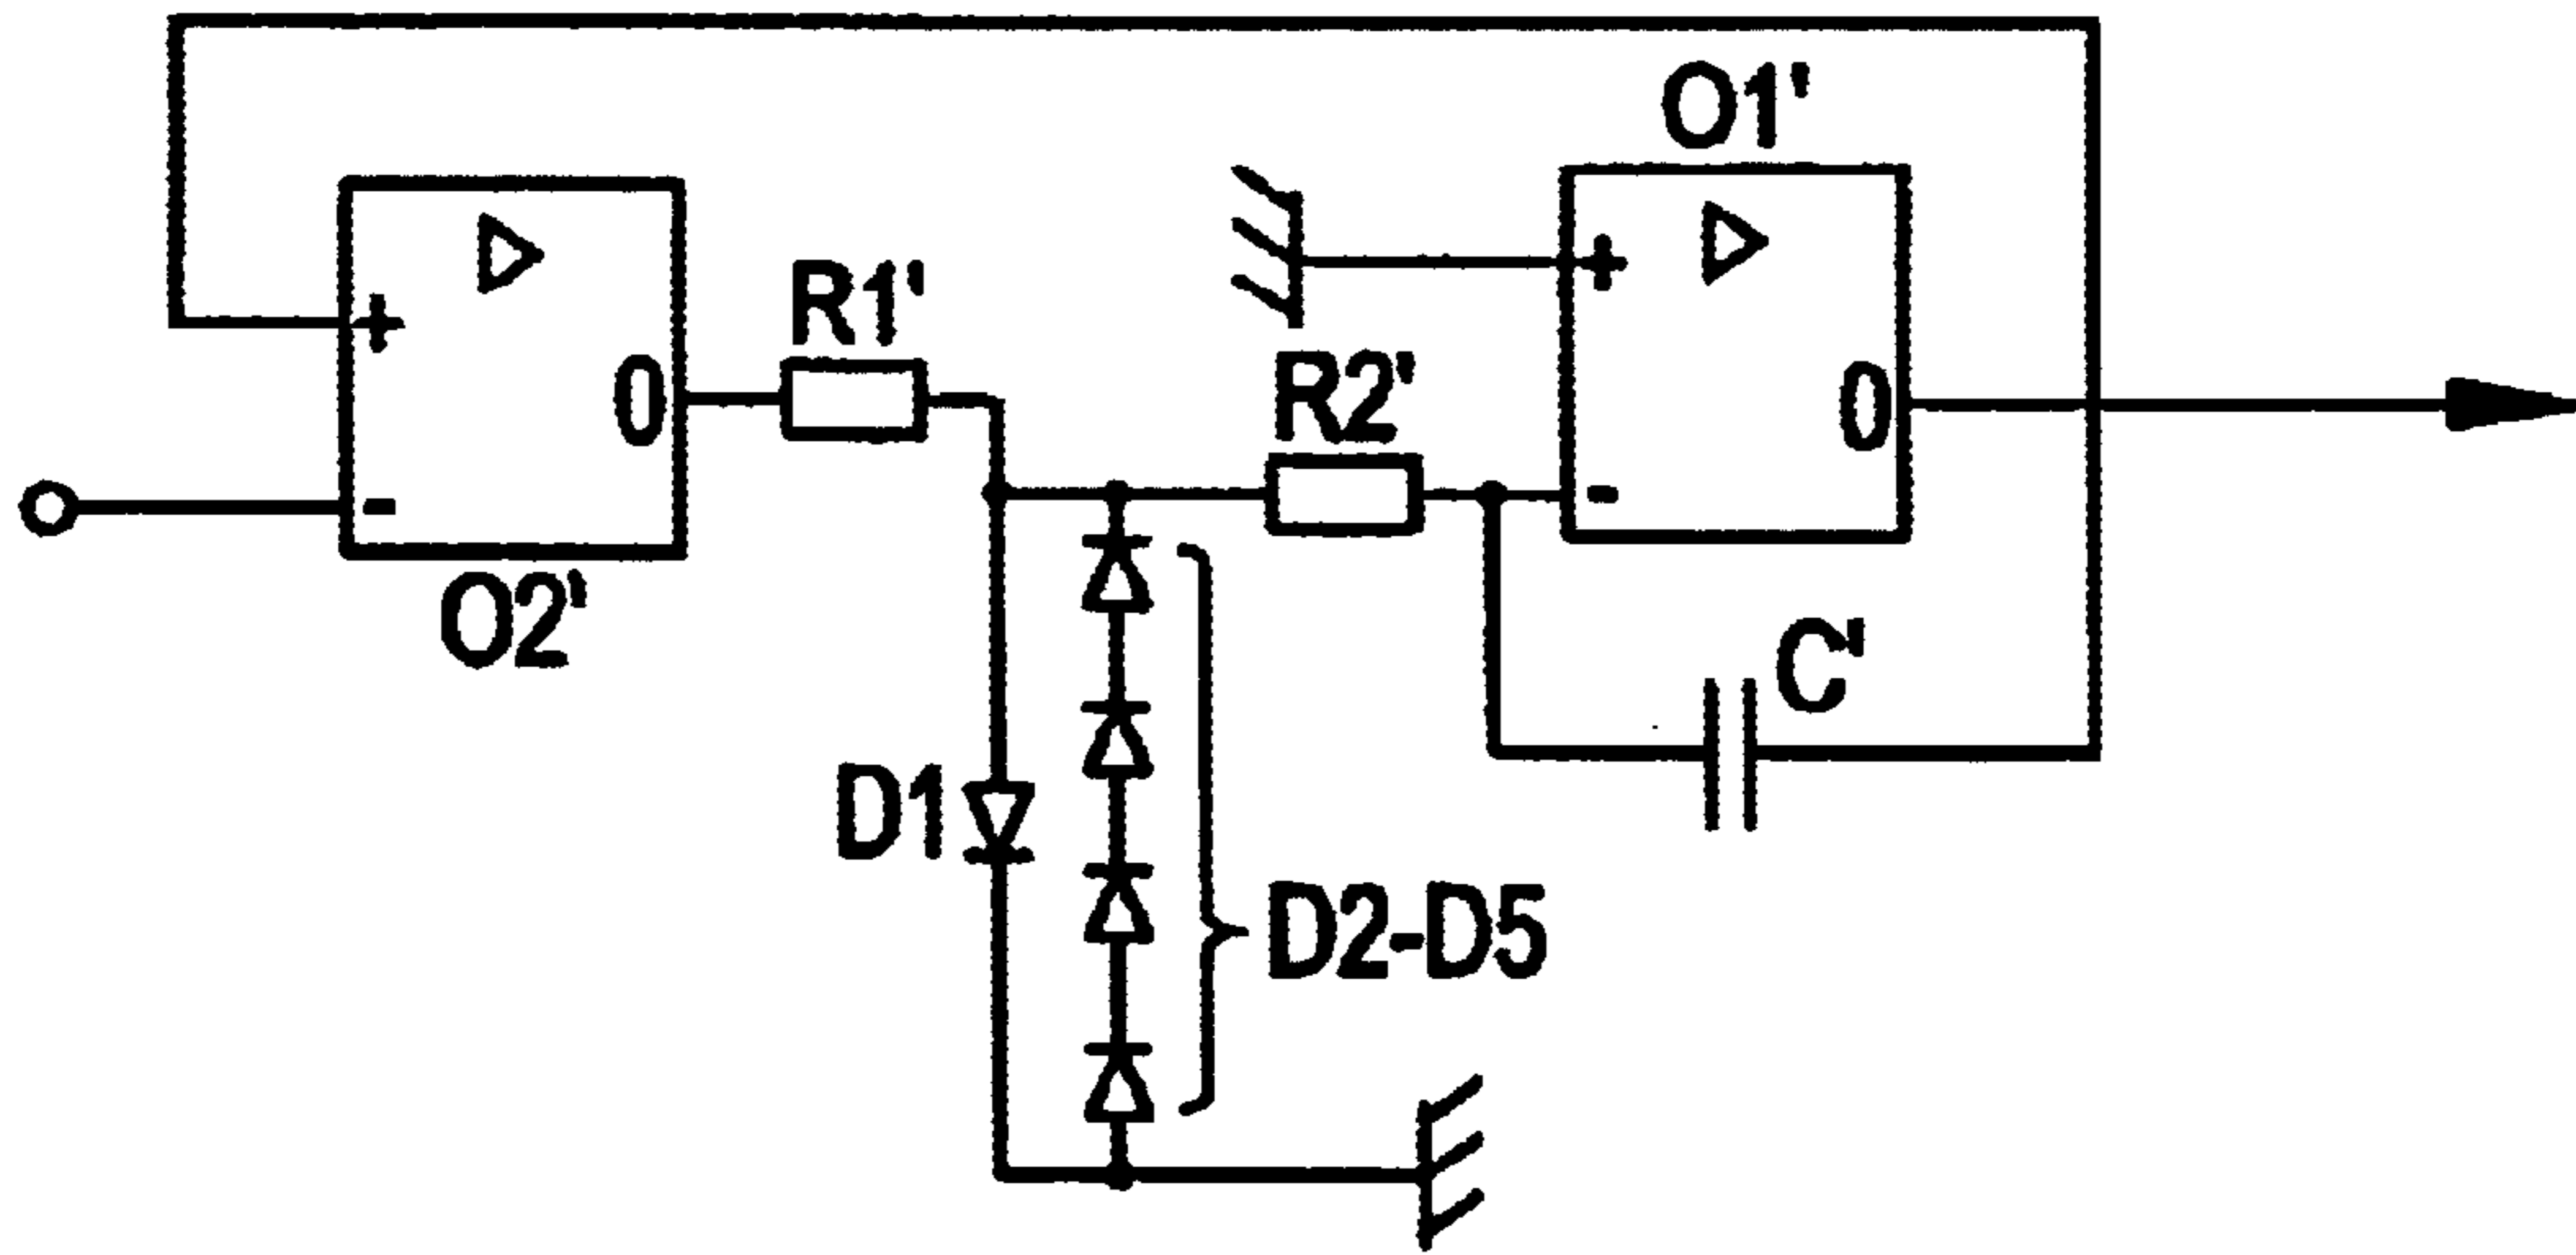 O1'
+
+
R1'
R2'
0
0
-
-
O2'
C'
D1
D2-D5